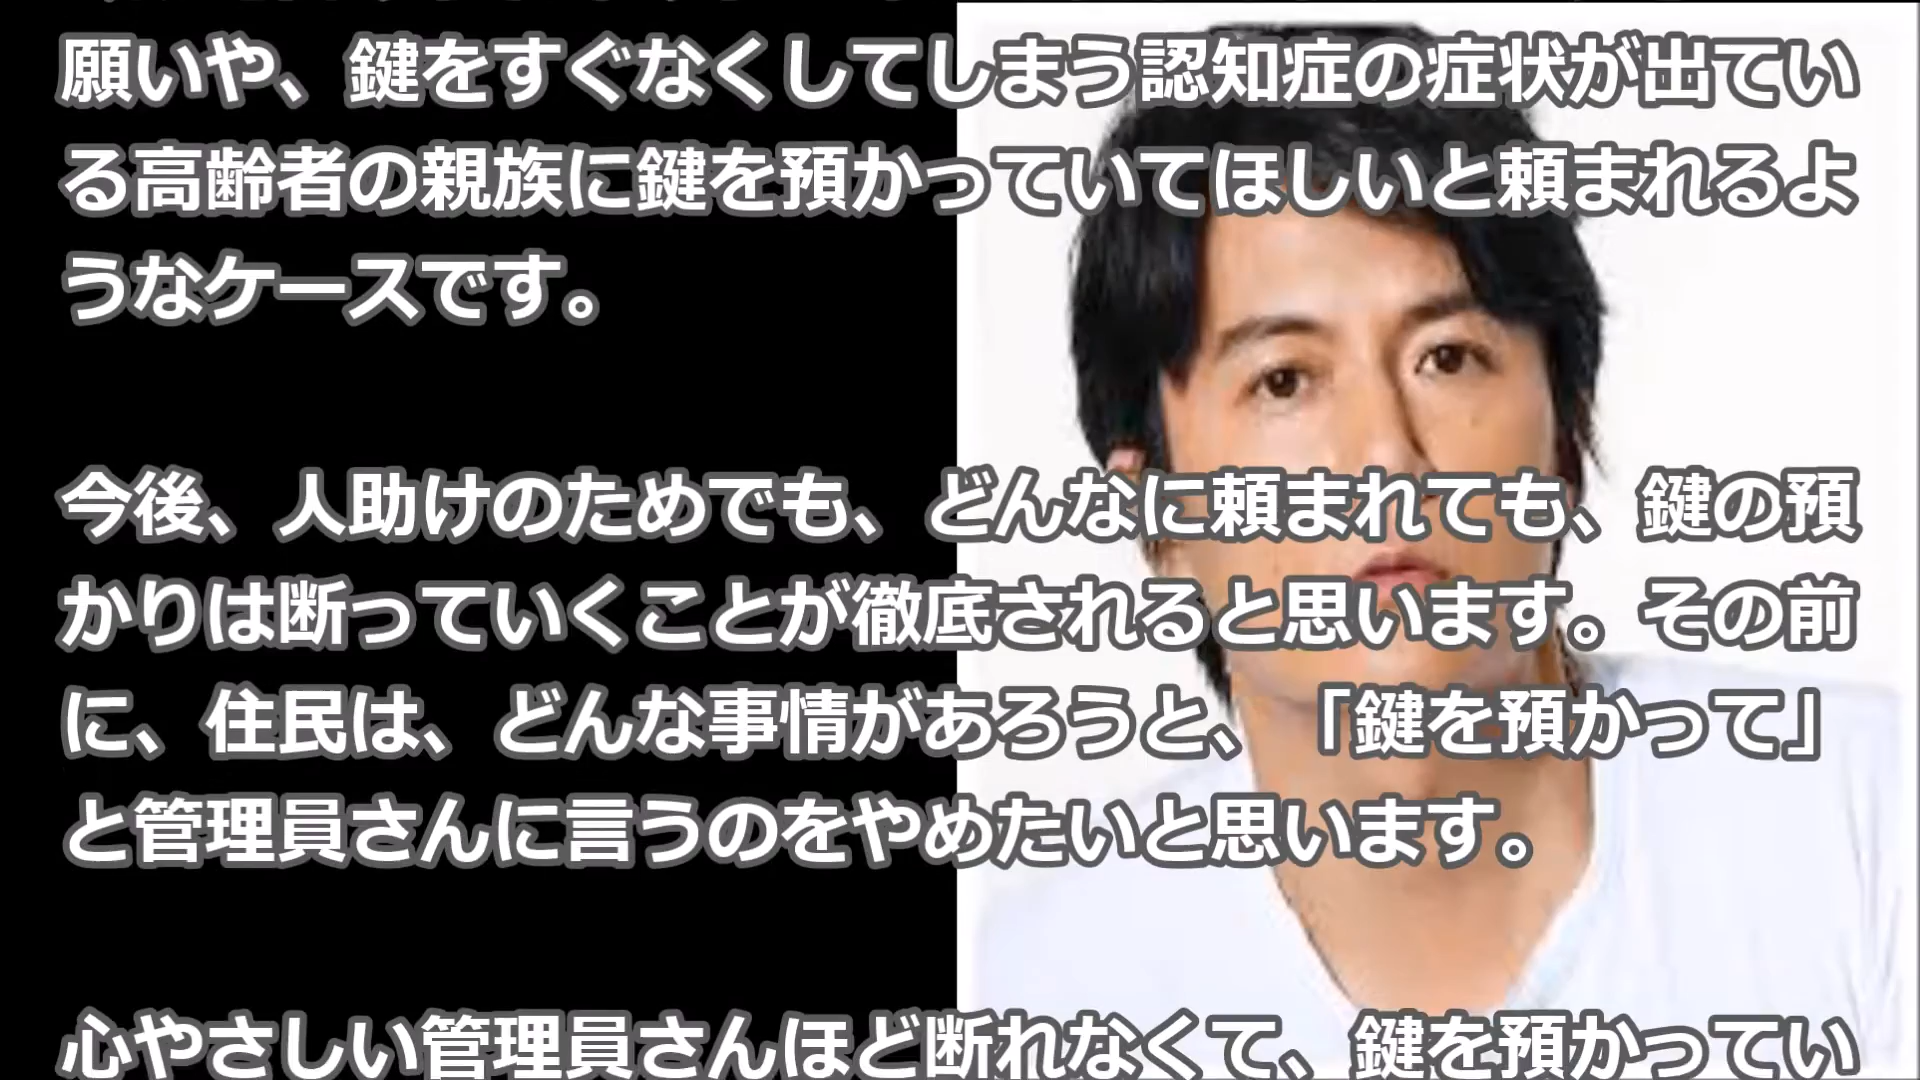 願いや、鍵をすぐなくしてしまう認知症の症状が出てい
る高齢者の親族に鍵を預かっていてほしいと頼まれるよ
うなケースです。
今後、人助けのためでも、どんなに頼まれても、鍵の預
かりは断っていくことが徹底されると思います。その前
に、住民は、どんな事情があろうと、「鍵を預かって」
と管理員さんに言うのをやめたいと思います。
心やさしい管理員さんほど断れなくて、鍵を預かってい